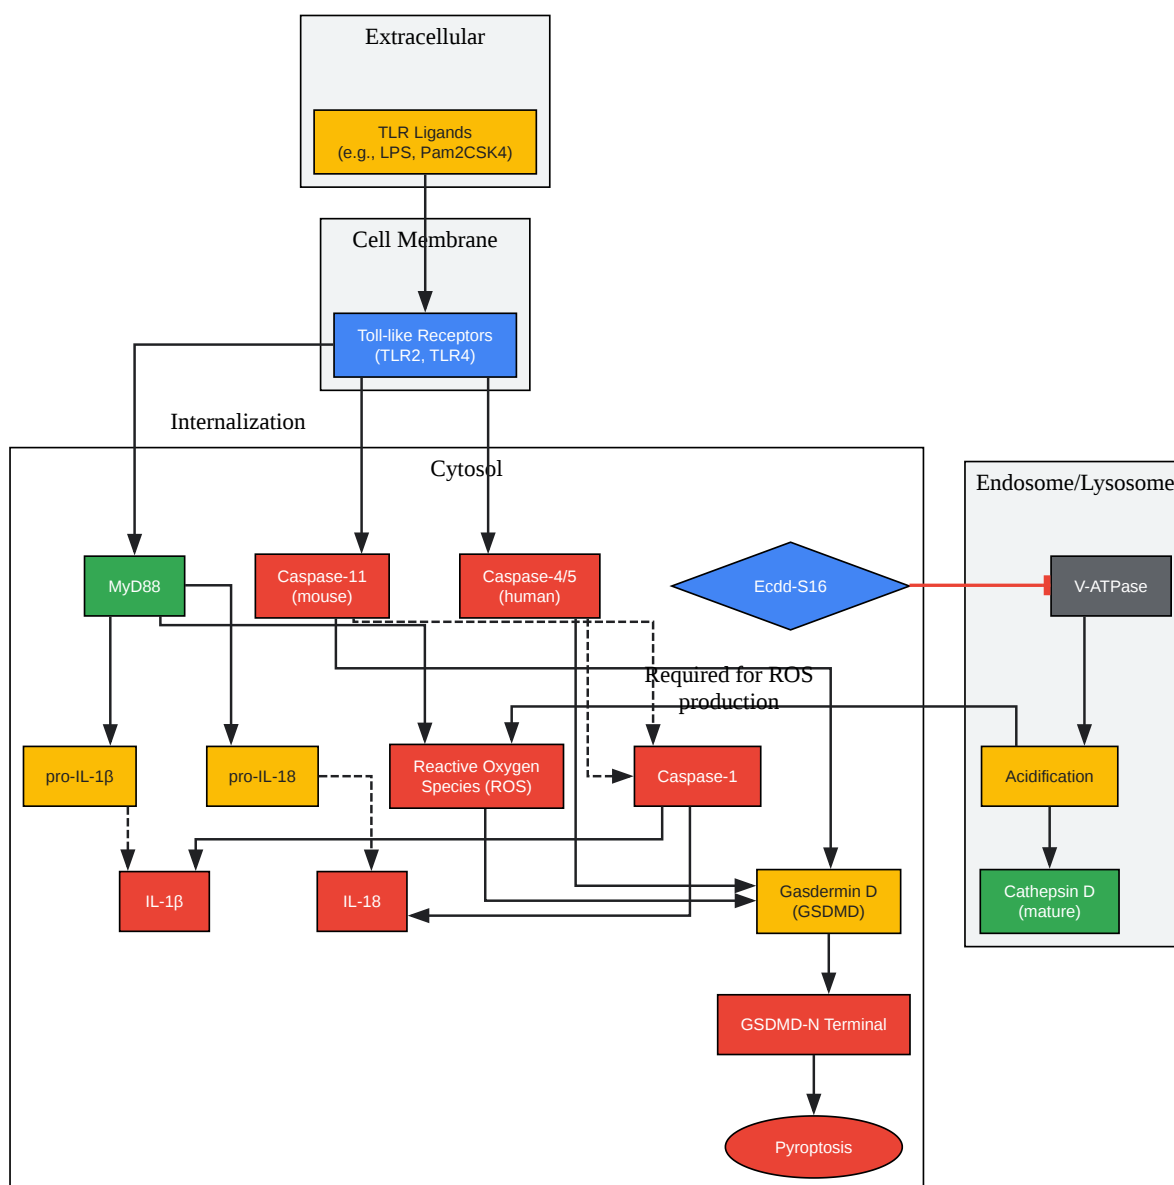 Extracellular
TLR Ligands
(e.g., LPS, Pam2CSK4)
Cell Membrane
Toll-like Receptors
(TLR2, TLR4)
Internalization
Cytosol
Endosome/Lysosome
MyD88
Caspase-11
(mouse)
Caspase-4/5
(human)
Ecdd-S16
V-ATPase
Required for ROS
production
pro-IL-1β
pro-IL-18
Reactive Oxygen
Species (ROS)
Caspase-1
Acidification
IL-1β
IL-18
Gasdermin D
(GSDMD)
Cathepsin D
(mature)
GSDMD-N Terminal
Pyroptosis